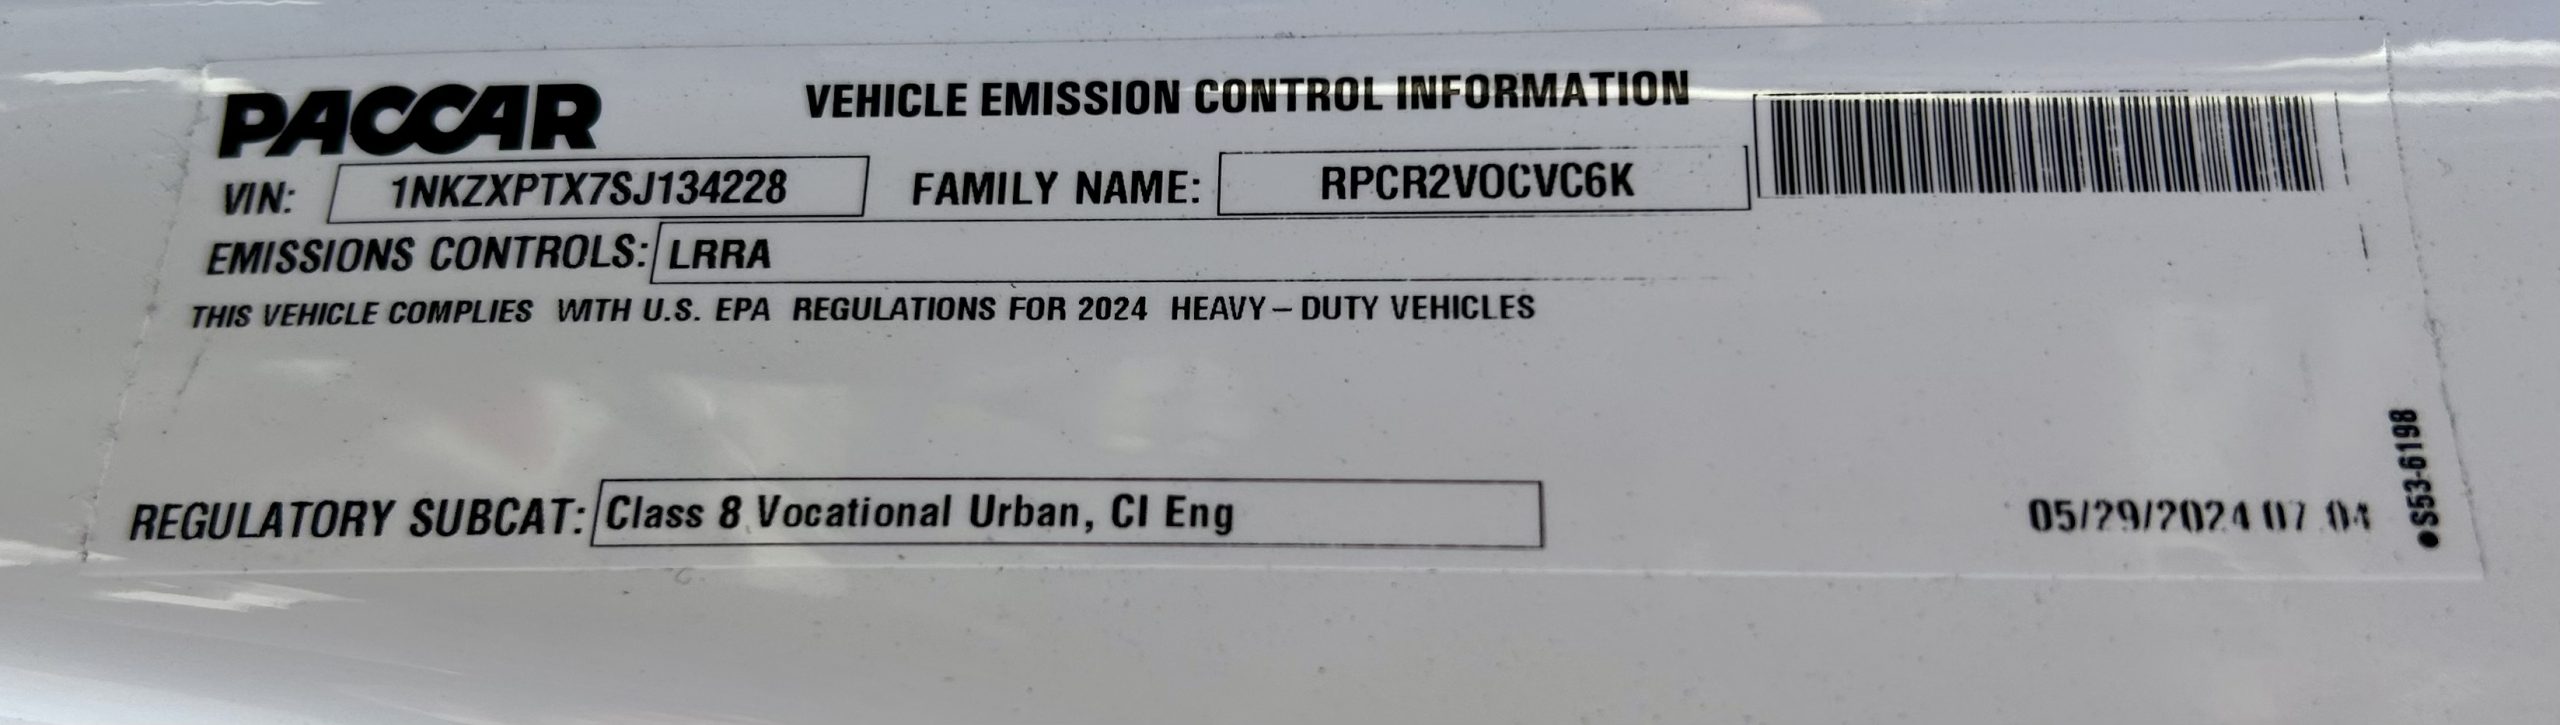 PACCAR VEHICLE EMISSION CONTROL INFORMATION
VIN: 1NKZXPTX7SJ134228 FAMILY NAME: RPCR2VOCVC6K
EMISSIONS CONTROLS: LRRA
THIS VEHICLE COMPLIES WITH U.S. EPA REGULATIONS FOR 2024 HEAVY-DUTY VEHICLES
REGULATORY SUBCAT: Class 8 Vocational Urban, CI Eng
05/29/2024 07 04
●S53-6198